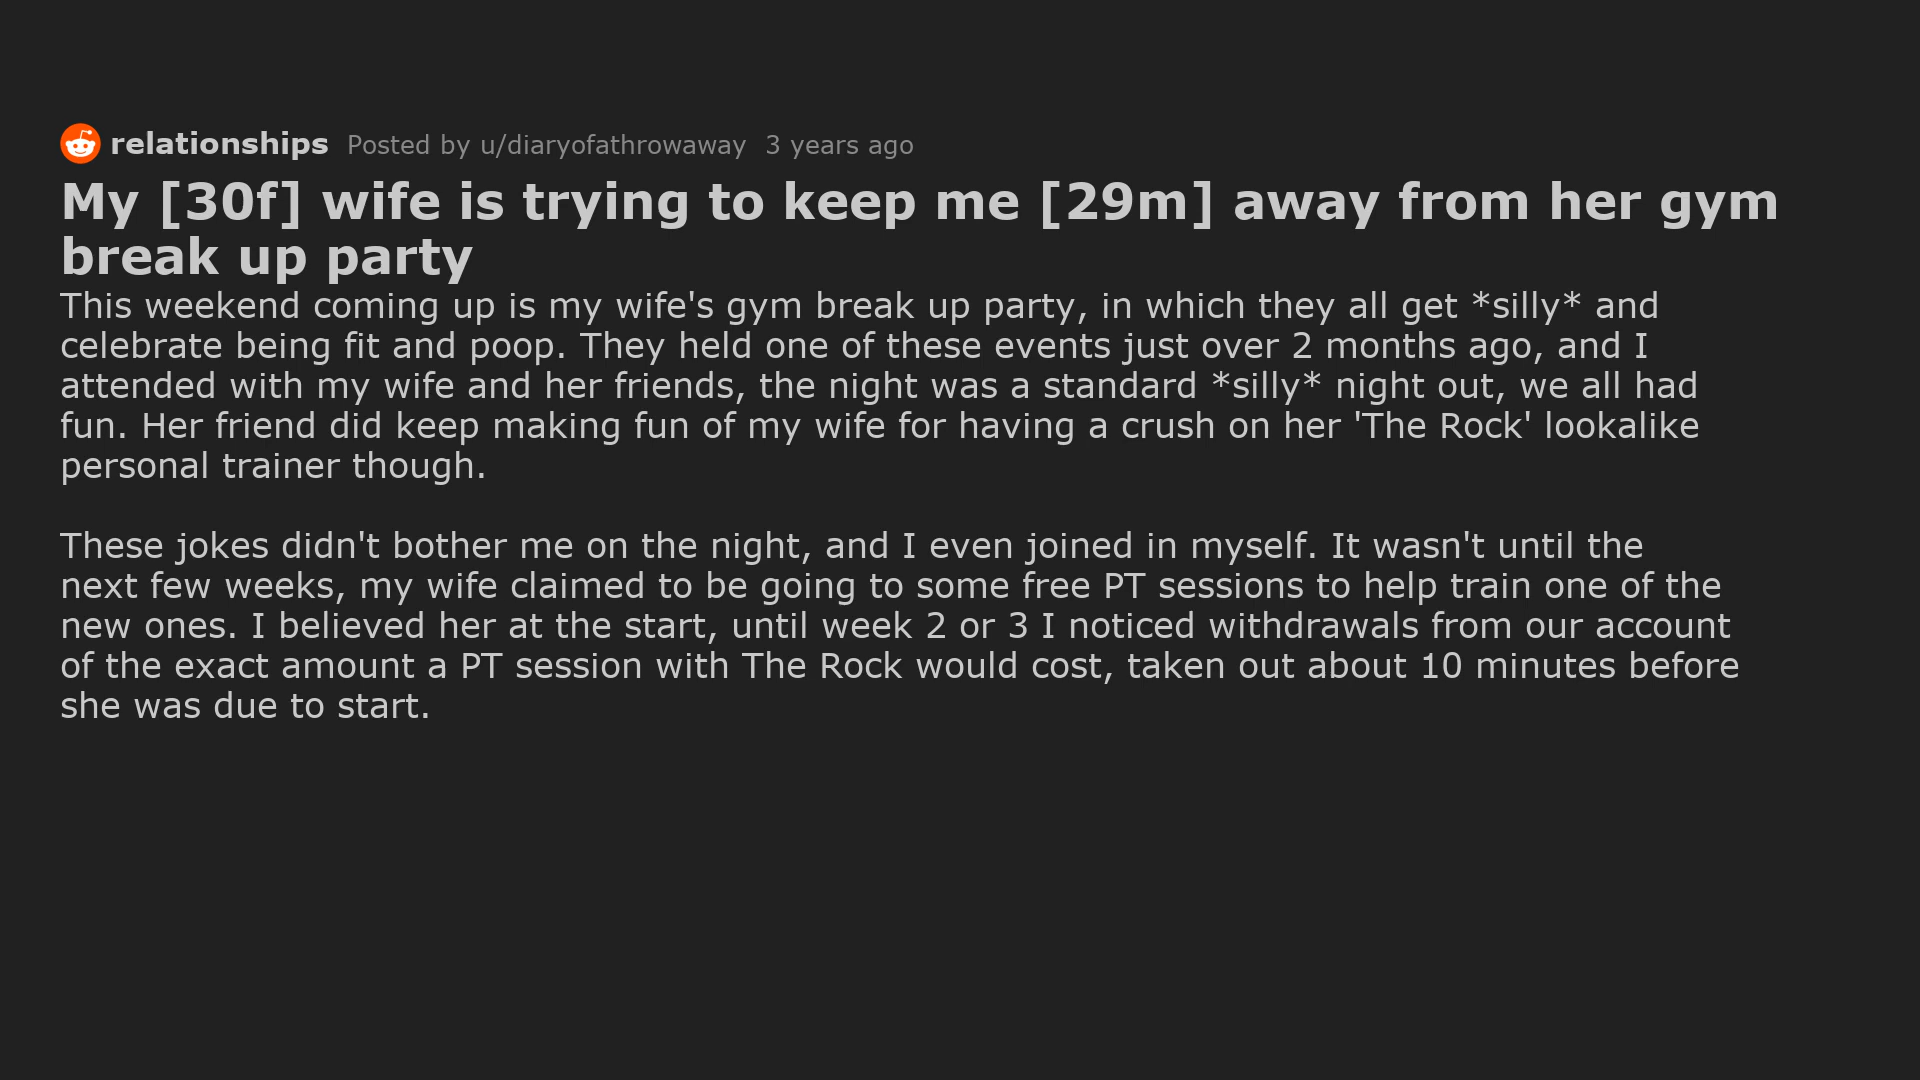 relationships Posted by u/diaryofathrowaway 3 years ago
My [30f] wife is trying to keep me [29m] away from her gym
break up party
This weekend coming up is my wife's gym break up party, in which they all get *silly* and
celebrate being fit and poop. They held one of these events just over 2 months ago, and I
attended with my wife and her friends, the night was a standard *silly* night out, we all had
fun. Her friend did keep making fun of my wife for having a crush on her 'The Rock' lookalike
personal trainer though.
These jokes didn't bother me on the night, and I even joined in myself. It wasn't until the
next few weeks, my wife claimed to be going to some free PT sessions to help train one of the
new ones. I believed her at the start, until week 2 or 3 I noticed withdrawals from our account
of the exact amount a PT session with The Rock would cost, taken out about 10 minutes before
she was due to start.